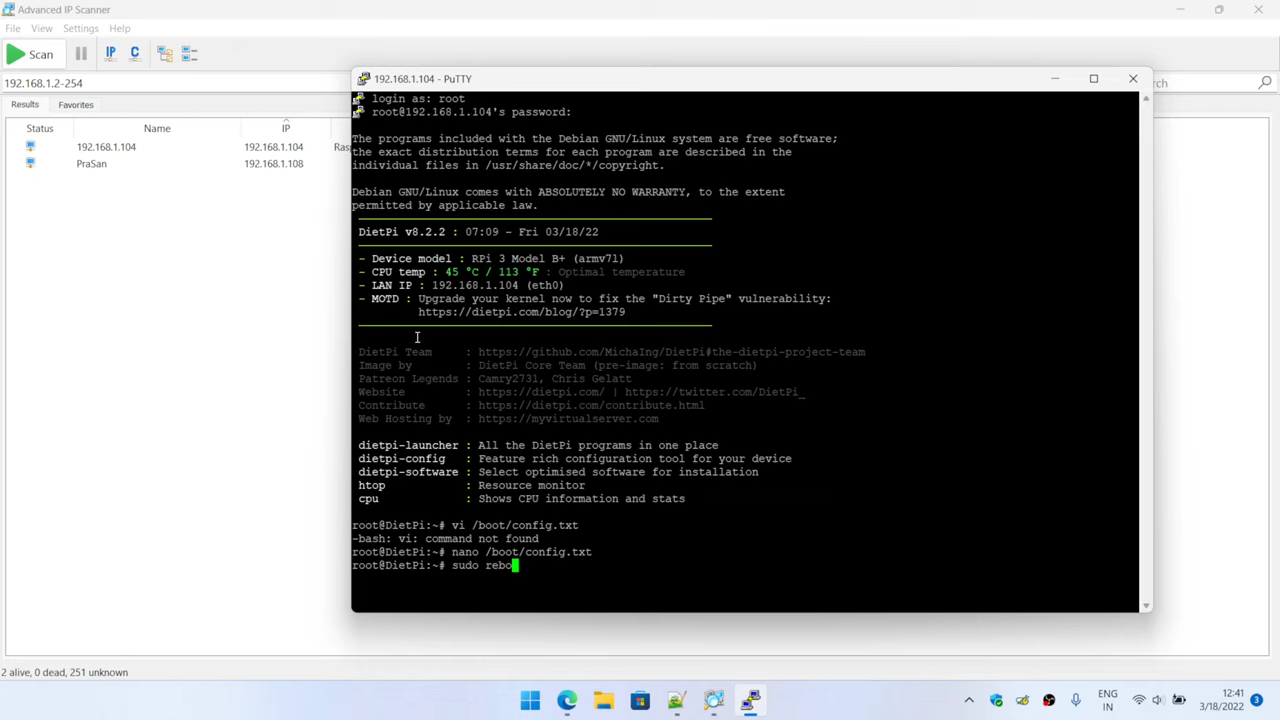 Advanced IP Scanner
File View Settings Help
Scan IP C
192.168.1.2-254
Results Favorites
Status Name IP
192.168.1.104 192.168.1.104 Ras
PraSan 192.168.1.108
192.168.1.104 - PuTTY
login as: root
root@192.168.1.104's password:
The programs included with the Debian GNU/Linux system are free software;
the exact distribution terms for each program are described in the
individual files in /usr/share/doc/*/copyright.
Debian GNU/Linux comes with ABSOLUTELY NO WARRANTY, to the extent
permitted by applicable law.
DietPi v8.2.2 : 07:09 - Fri 03/18/22
- Device model : RPi 3 Model B+ (armv7l)
- CPU temp : 45 °C / 113 °F : Optimal temperature
- LAN IP : 192.168.1.104 (eth0)
- MOTD : Upgrade your kernel now to fix the "Dirty Pipe" vulnerability:
https://dietpi.com/blog/?p=1379
DietPi Team : https://github.com/MichaIng/DietPi#the-dietpi-project-team
Image by : DietPi Core Team (pre-image: from scratch)
Patreon Legends : Camry2731, Chris Gelatt
Website : https://dietpi.com/ | https://twitter.com/DietPi_
Contribute : https://dietpi.com/contribute.html
Web Hosting by : https://myvirtualserver.com
dietpi-launcher : All the DietPi programs in one place
dietpi-config : Feature rich configuration tool for your device
dietpi-software : Select optimised software for installation
htop : Resource monitor
cpu : Shows CPU information and stats
root@DietPi:~# vi /boot/config.txt
-bash: vi: command not found
root@DietPi:~# nano /boot/config.txt
root@DietPi:~# sudo rebo
2 alive, 0 dead, 251 unknown
ENG 12:41
IN 3/18/2022 3